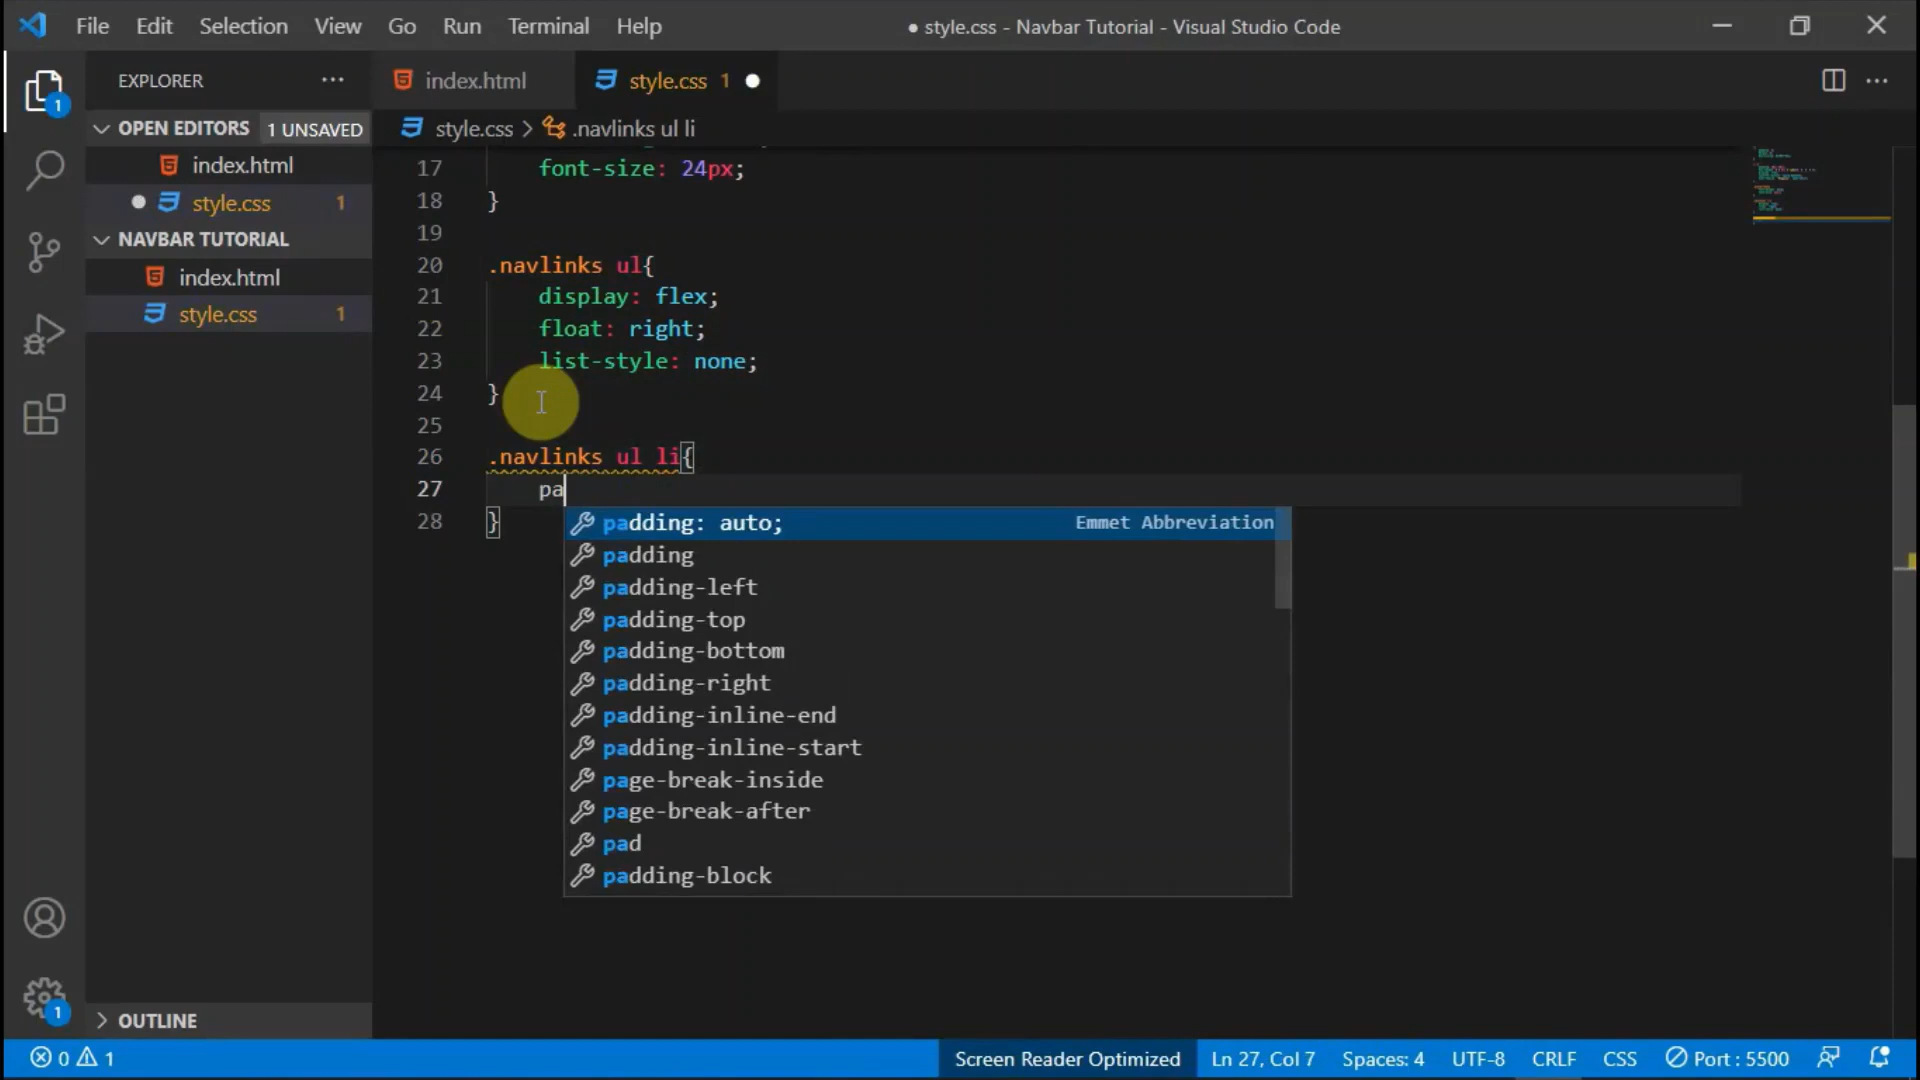 File Edit Selection View Go Run Terminal Help ● style.css - Navbar Tutorial - Visual Studio Code
EXPLORER ···
index.html
style.css 1
1
OPEN EDITORS 1 UNSAVED
style.css > .navlinks ul li
index.html
style.css 1
NAVBAR TUTORIAL
index.html
style.css 1
17 font-size: 24px;
18 }
19
20 .navlinks ul{
21 display: flex;
22 float: right;
23 list-style: none;
24 }
25
26 .navlinks ul li{
27 pa
28 }
padding: auto; Emmet Abbreviation
padding
padding-left
padding-top
padding-bottom
padding-right
padding-inline-end
padding-inline-start
page-break-inside
page-break-after
pad
padding-block
1
OUTLINE
0 1 Screen Reader Optimized Ln 27, Col 7 Spaces: 4 UTF-8 CRLF CSS Port : 5500